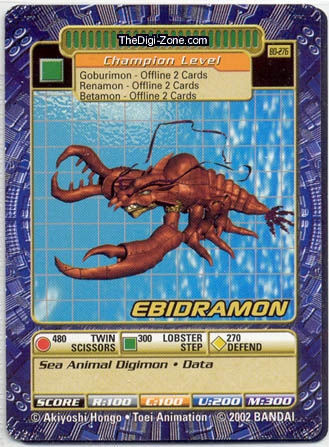 TheDigi-Zone.com
BO-276
Champion Level
Goburimon - Offline 2 Cards
Renamon - Offline 2 Cards
Betamon - Offline 2 Cards
EBIDRAMON
480 TWIN SCISSORS 300 LOBSTER STEP 270 DEFEND
Sea Animal Digimon • Data
SCORE R:100 C:100 U:200 M:300
© Akiyoshi Hongo • Toei Animation © 2002 BANDAI